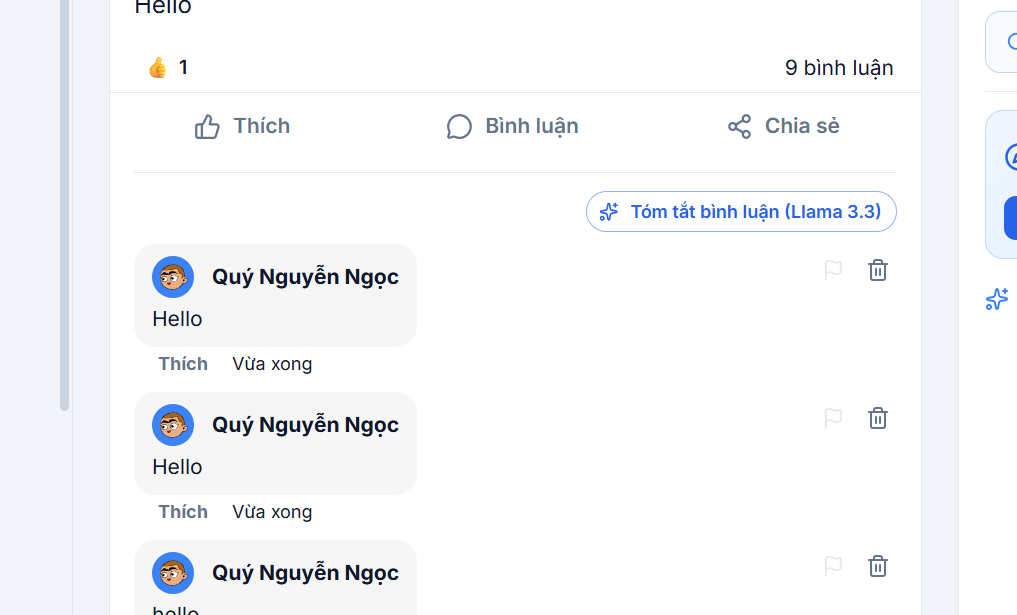 Hello
1
9 bình luận
Thích
Bình luận
Chia sẻ
Tóm tắt bình luận (Llama 3.3)
Quý Nguyễn Ngọc
Hello
Thích Vừa xong
Quý Nguyễn Ngọc
Hello
Thích Vừa xong
Quý Nguyễn Ngọc
hello